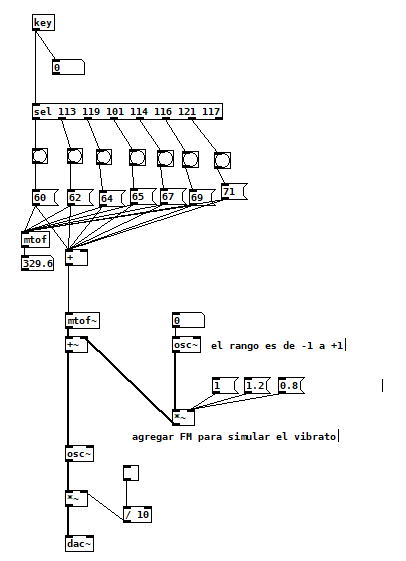 key
0
sel 113 119 101 114 116 121 117
60 62 64 65 67 69 71
mtof
+
329.6
mtof~
0
+~
osc~
el rango es de -1 a +1
1 1.2 0.8
*~
agregar FM para simular el vibrato
osc~
*~
/ 10
dac~